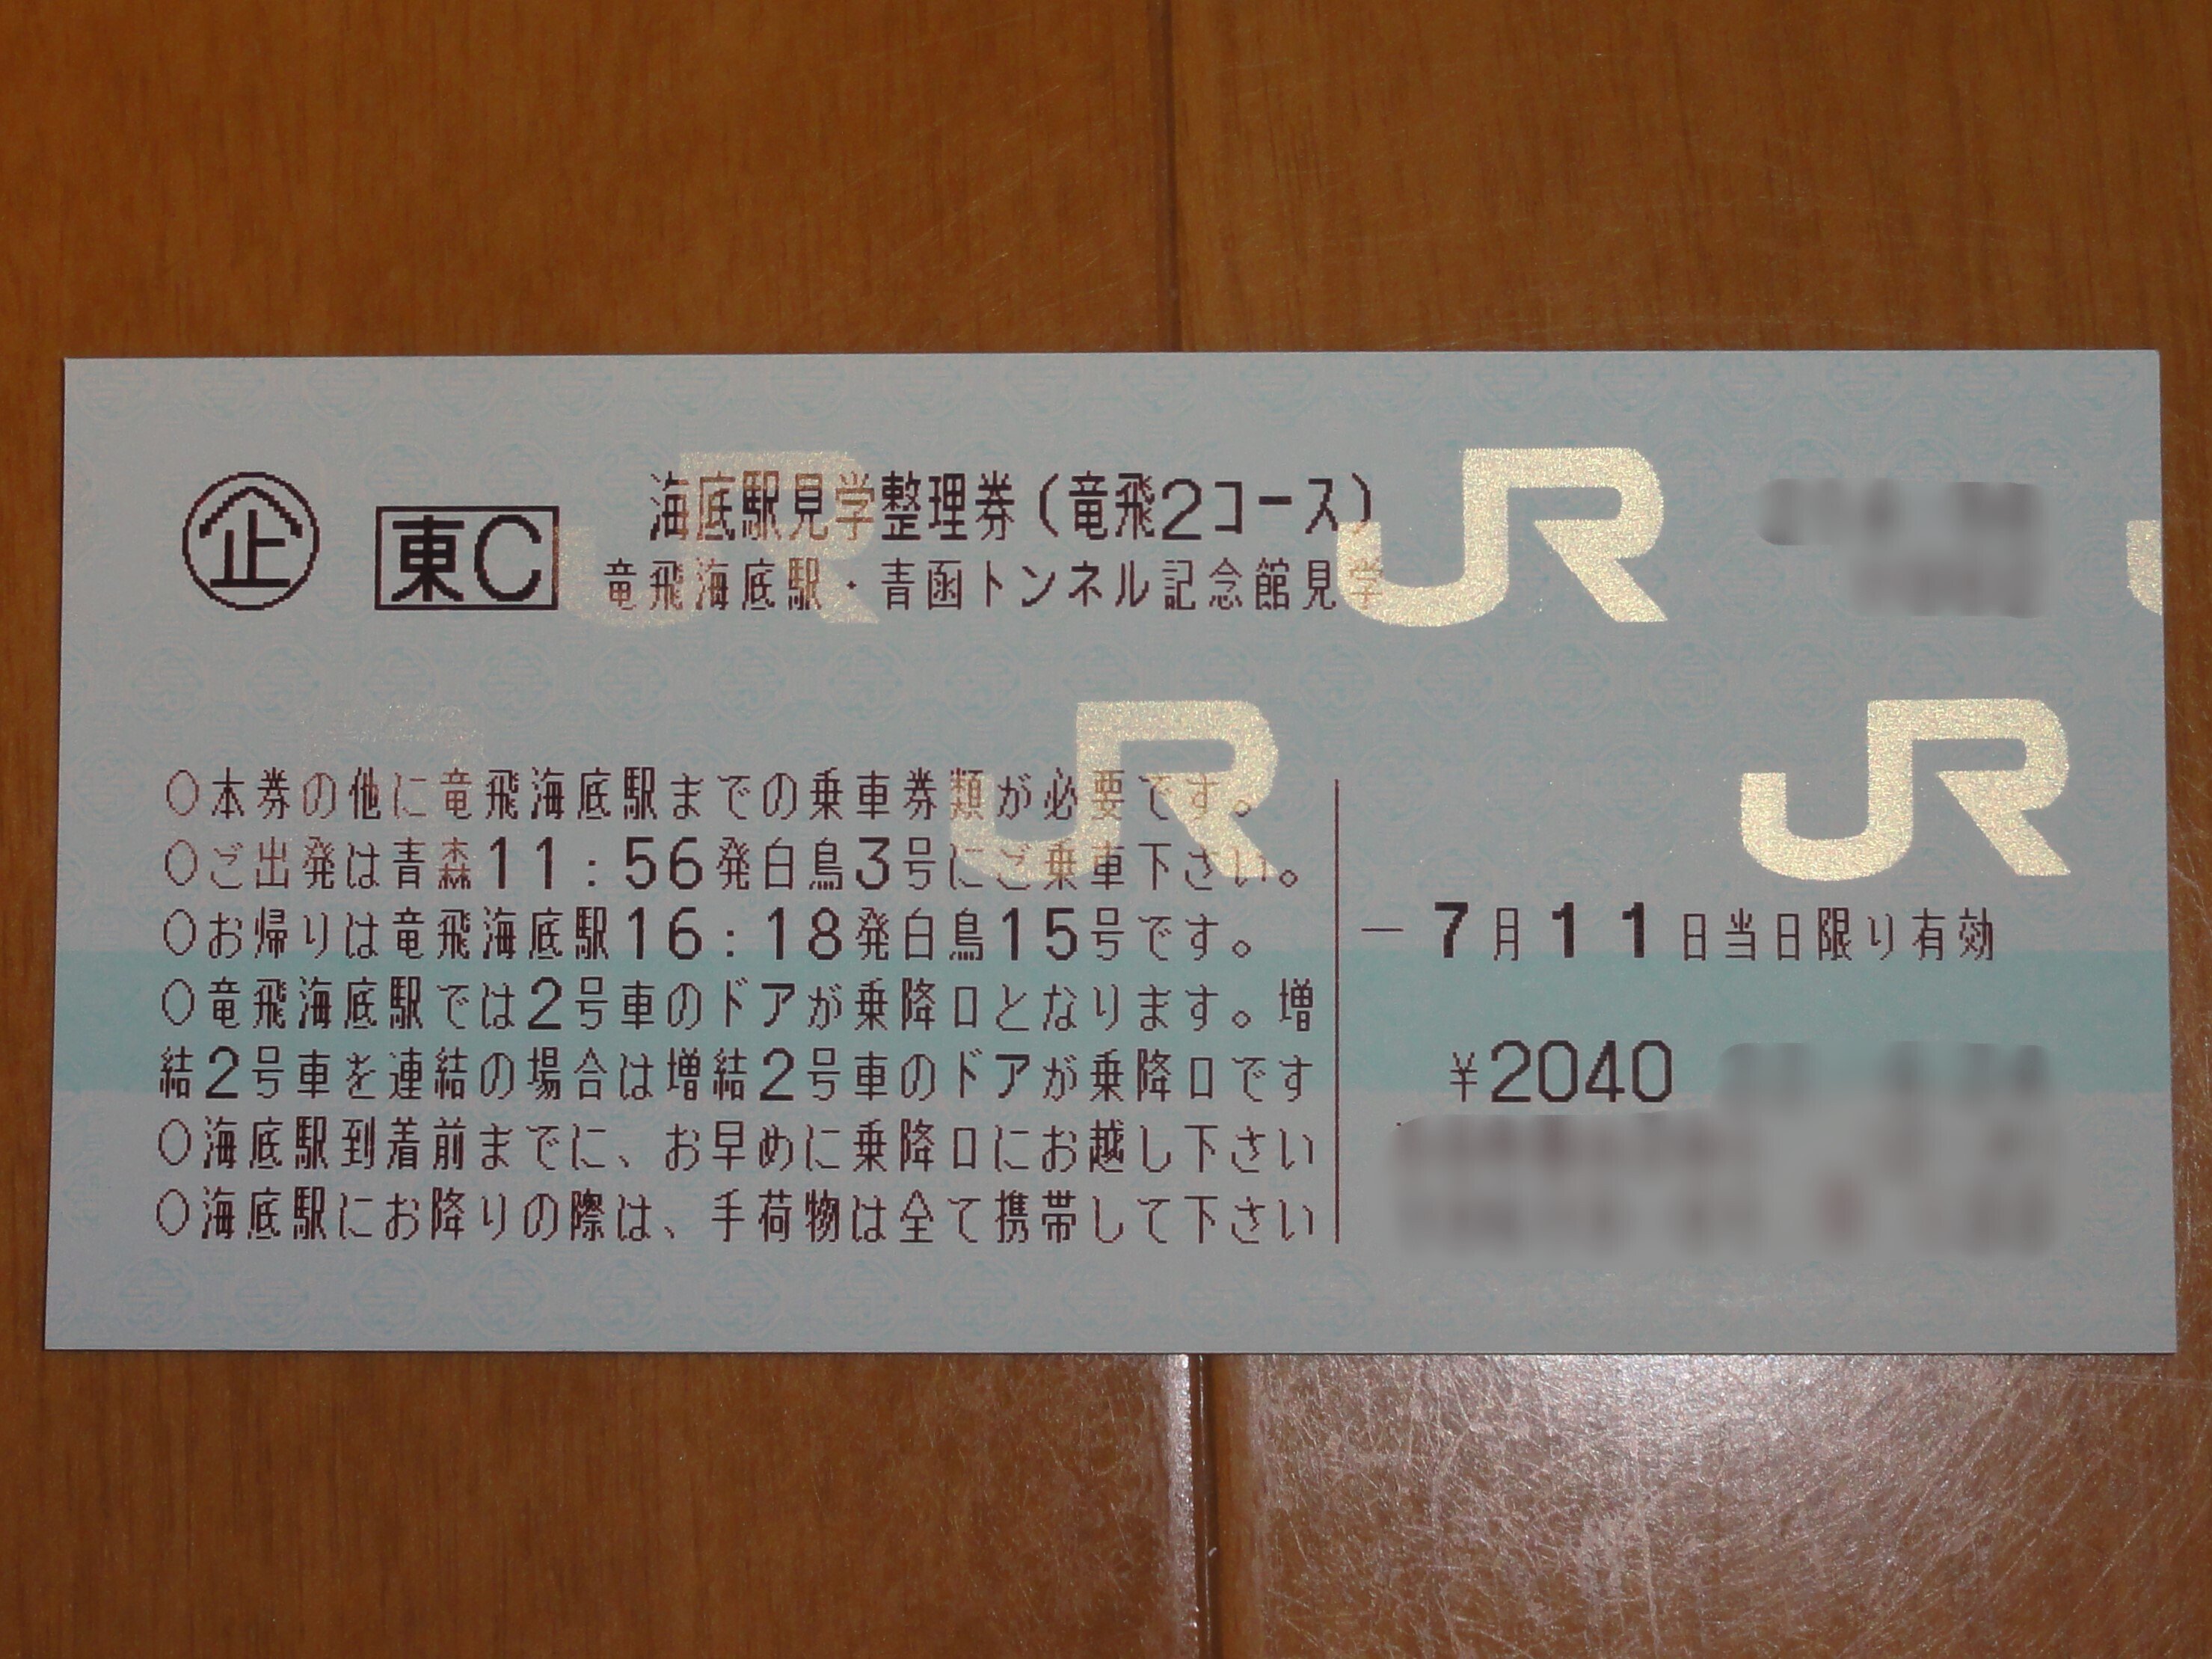 企 東C 海底駅見学整理券(竜飛2コース)
竜飛海底駅・青函トンネル記念館見学
JR JR
JR JR
〇本券の他に竜飛海底駅までの乗車券類が必要です。
〇ご出発は青森11:56発白鳥3号にご乗車下さい。
〇お帰りは竜飛海底駅16:18発白鳥15号です。
-7月11日当日限り有効
〇竜飛海底駅では2号車のドアが乗降口となります。増
結2号車を連結の場合は増結2号車のドアが乗降口です
¥2040
〇海底駅到着前までに、お早めに乗降口にお越し下さい
〇海底駅にお降りの際は、手荷物は全て携帯して下さい